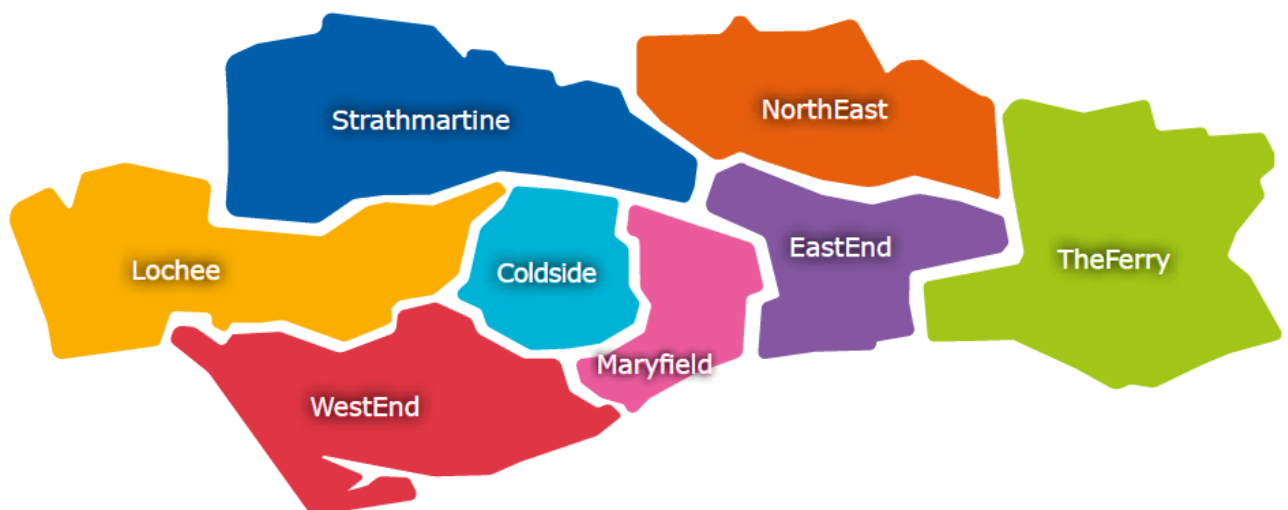 Strathmartine
NorthEast
Lochee
Coldside
EastEnd
TheFerry
Maryfield
WestEnd